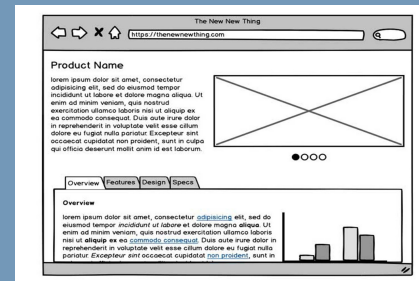 The New New Thing
https://thenewnewthing.com
Product Name
lorem ipsum dolor sit amet, consectetur
adipisicing elit, sed do eiusmod tempor
incididunt ut labore et dolore magna aliqua. Ut
enim ad minim veniam, quis nostrud
exercitation ullamco laboris nisi ut aliquip ex
ea commodo consequat. Duis aute irure dolor
in reprehenderit in voluptate velit esse cillum
dolore eu fugiat nulla pariatur. Excepteur sint
occaecat cupidatat non proident, sunt in culpa
qui officia deserunt mollit anim id est laborum.
Overview Features Design Specs
Overview
lorem ipsum dolor sit amet, consectetur adipisicing elit, sed do
eiusmod tempor incididunt ut labore et dolore magna aliqua. Ut
enim ad minim veniam, quis nostrud exercitation ullamco laboris
nisi ut aliquip ex ea commodo consequat. Duis aute irure dolor in
reprehenderit in voluptate velit esse cillum dolore eu fugiat nulla
pariatur. Excepteur sint occaecat cupidatat non proident, sunt in